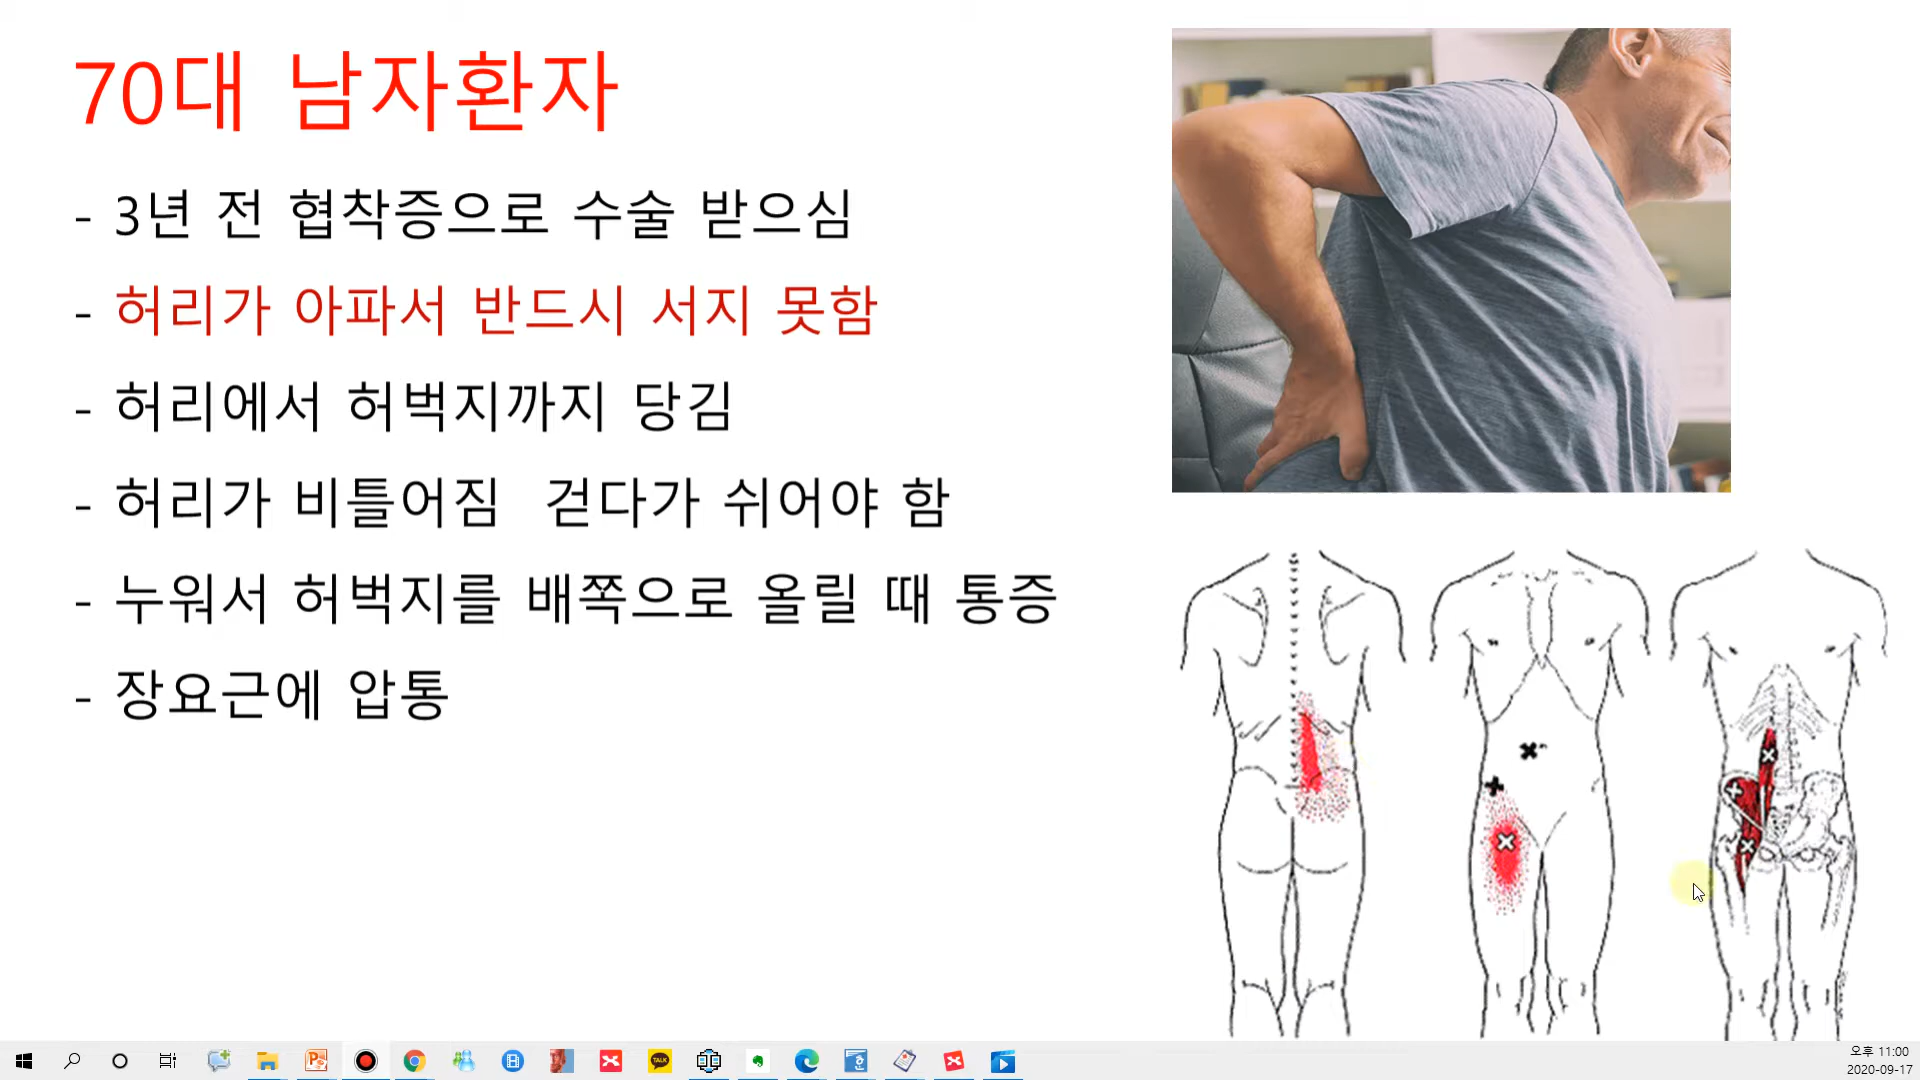 70대 남자환자
- 3년 전 협착증으로 수술 받으심
- 허리가 아파서 반드시 서지 못함
- 허리에서 허벅지까지 당김
- 허리가 비틀어짐  걷다가 쉬어야 함
- 누워서 허벅지를 배쪽으로 올릴 때 통증
- 장요근에 압통
TALK
오후 11:00
2020-09-17